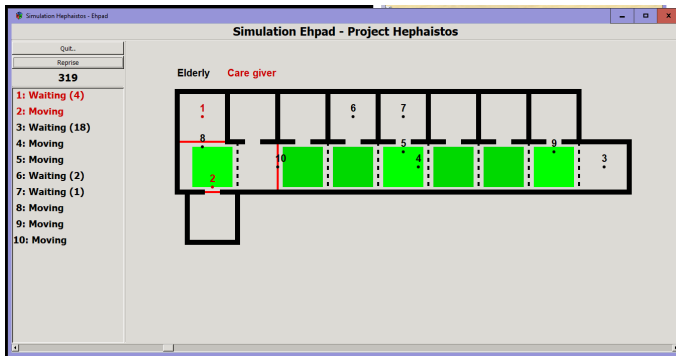 Simulation Hephaistos - Ehpad
Simulation Ehpad - Project Hephaistos
Quit..
Reprise
319
1: Waiting (4)
2: Moving
3: Waiting (18)
4: Moving
5: Moving
6: Waiting (2)
7: Waiting (1)
8: Moving
9: Moving
10: Moving
Elderly Care giver
1 6 7
8 5 9
10 4 3
2